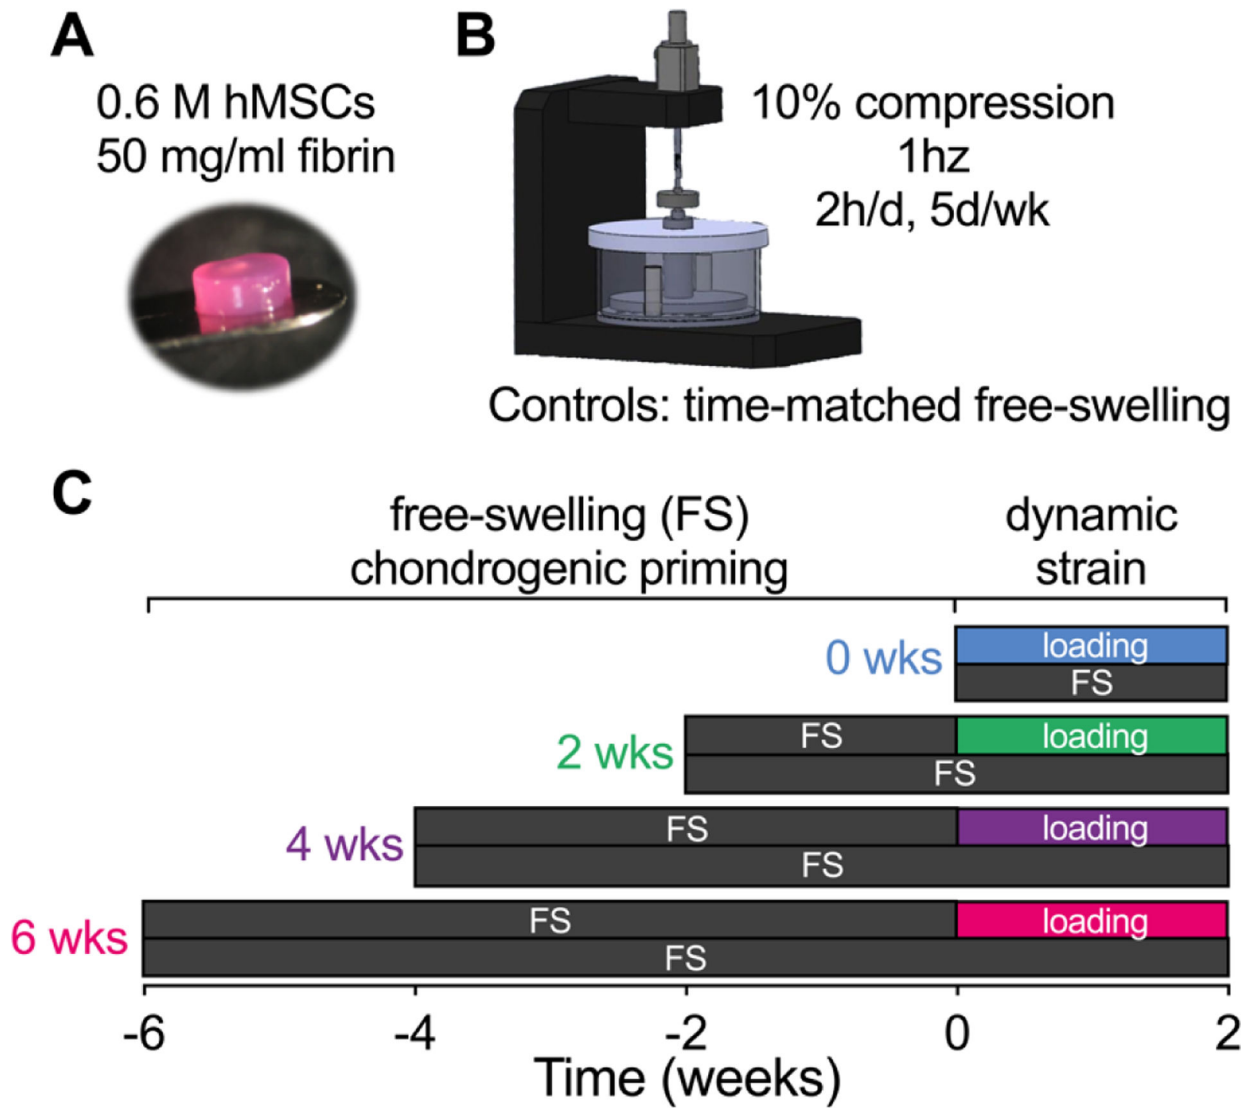 A
0.6 M hMSCs
50 mg/ml fibrin
B
10% compression
1hz
2h/d, 5d/wk
Controls: time-matched free-swelling
C
free-swelling (FS)
chondrogenic priming
dynamic
strain
0 wks
loading
FS
2 wks
FS
loading
FS
4 wks
FS
loading
FS
6 wks
FS
loading
FS
-6
-4
-2
0
2
Time (weeks)